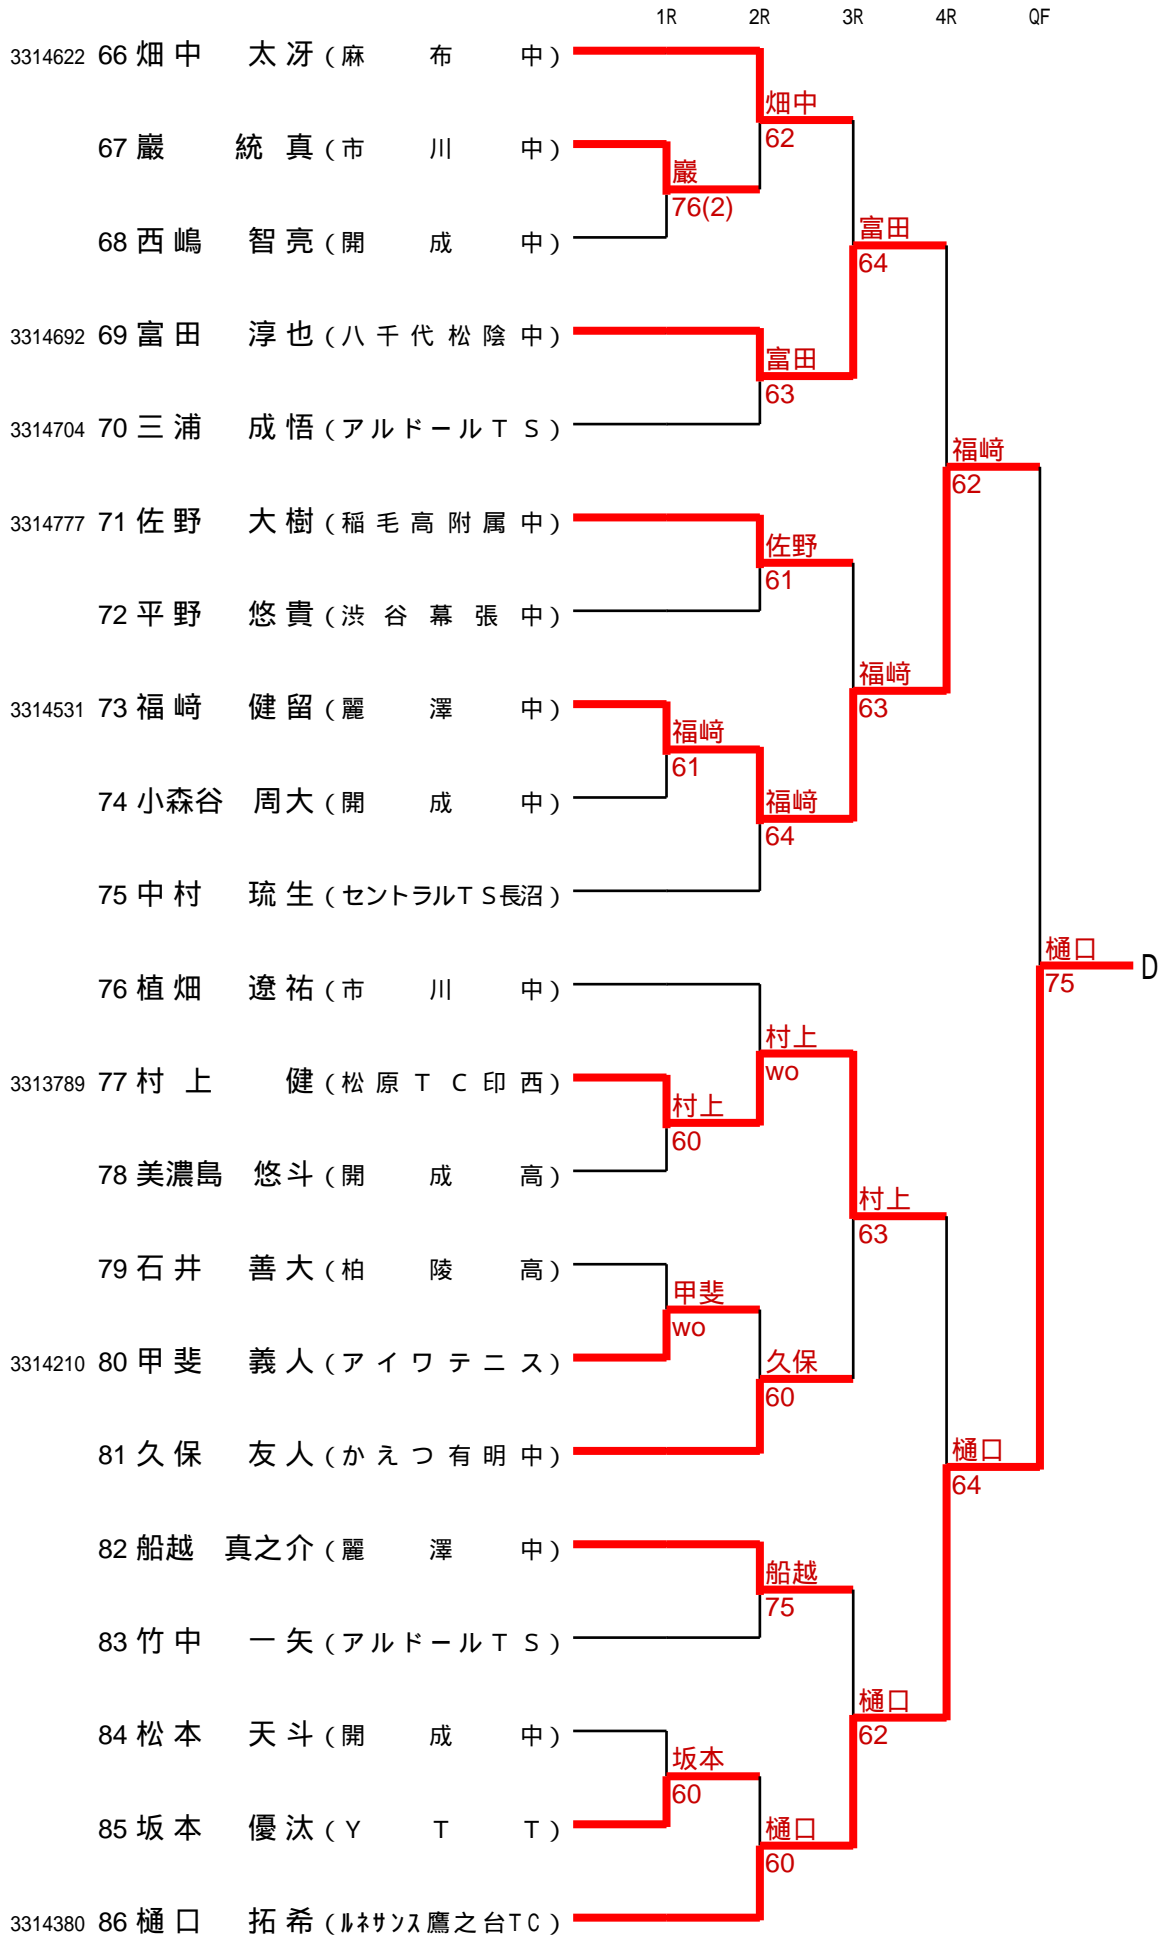 1R 2R 3R 4R QF
3314622 66 畑中 太冴 (麻布中)
畑中
62
67 巖 統真 (市川中)
巖
76(2)
68 西嶋 智亮 (開成中)
富田
64
3314692 69 富田 淳也 (八千代松陰中)
富田
63
3314704 70 三浦 成悟 (アルドールTS)
福﨑
62
3314777 71 佐野 大樹 (稲毛高附属中)
佐野
61
72 平野 悠貴 (渋谷幕張中)
福﨑
63
3314531 73 福﨑 健留 (麗澤中)
福﨑
61
74 小森谷 周大 (開成中)
福﨑
64
75 中村 琉生 (セントラルTS長沼)
樋口
75
D
76 植畑 遼祐 (市川中)
村上
wo
3313789 77 村上 健 (松原TC印西)
村上
60
78 美濃島 悠斗 (開成高)
村上
63
79 石井 善大 (柏陵高)
甲斐
wo
3314210 80 甲斐 義人 (アイワテニス)
久保
60
81 久保 友人 (かえつ有明中)
樋口
64
82 船越 真之介 (麗澤中)
船越
75
83 竹中 一矢 (アルドールTS)
樋口
62
84 松本 天斗 (開成中)
坂本
60
85 坂本 優汰 (YTT)
樋口
60
3314380 86 樋口 拓希 (ルネサンス鷹之台TC)